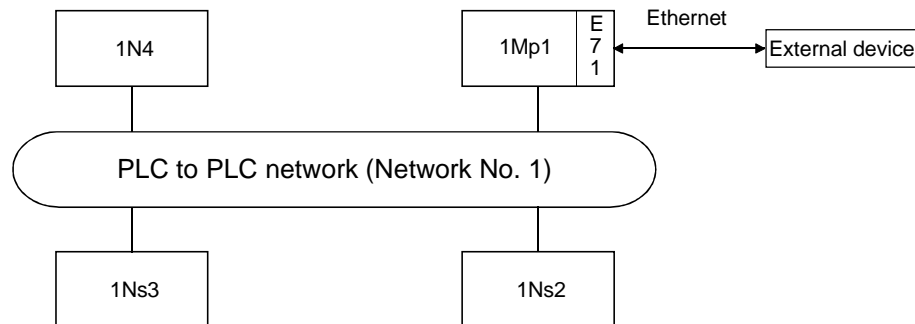 Ethernet
1N4
1Mp1
E
7
1
External device
PLC to PLC network (Network No. 1)
1Ns3
1Ns2